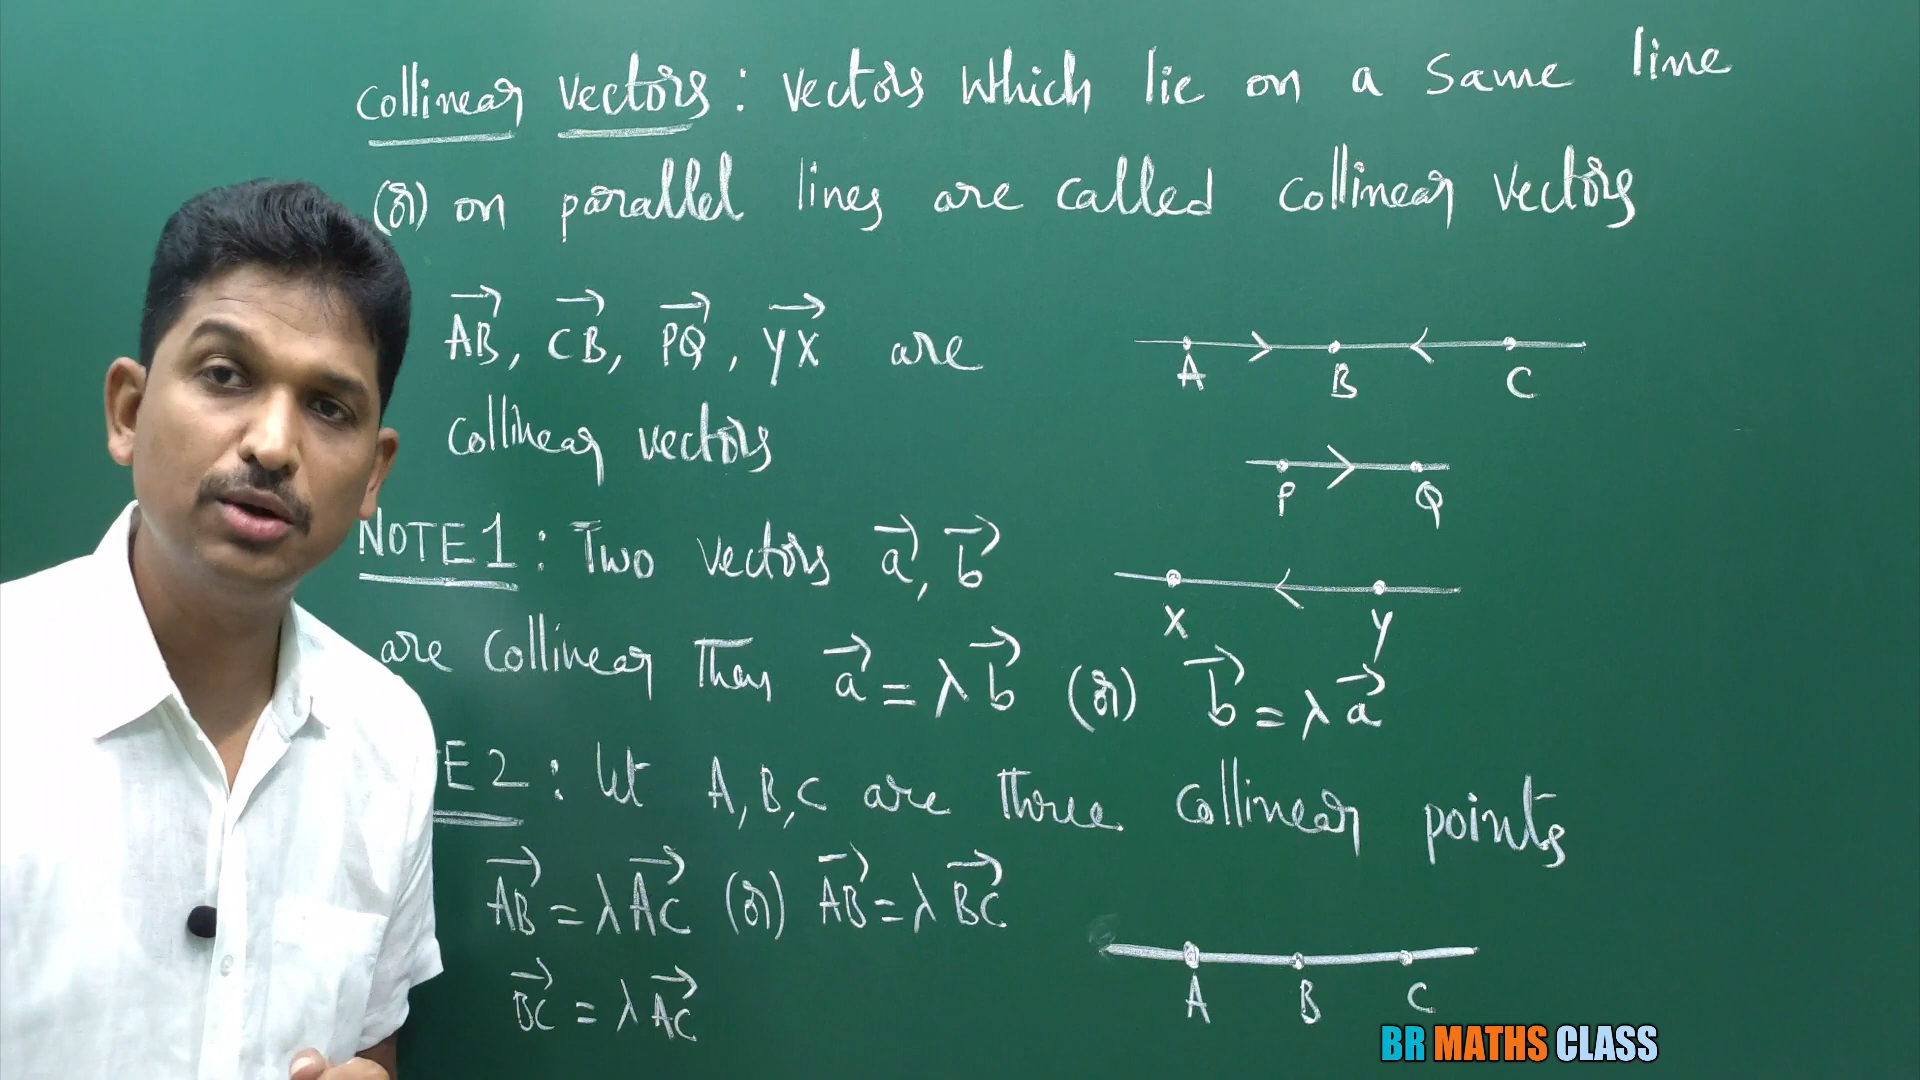 Collinear Vectors : Vectors which lie on a same line
(or) on parallel lines are called collinear vectors
AB⃗, CB⃗, PQ⃗, YX⃗ are
collinear vectors
A B C
P Q
NOTE 1 : Two vectors a⃗, b⃗
X Y
are collinear then a⃗ = λb⃗ (or) b⃗ = λa⃗
E 2 : let A, B, C are three collinear points
AB⃗ = λAC⃗ (or) AB⃗ = λBC⃗
BC⃗ = λAC⃗
A B C
BR MATHS CLASS